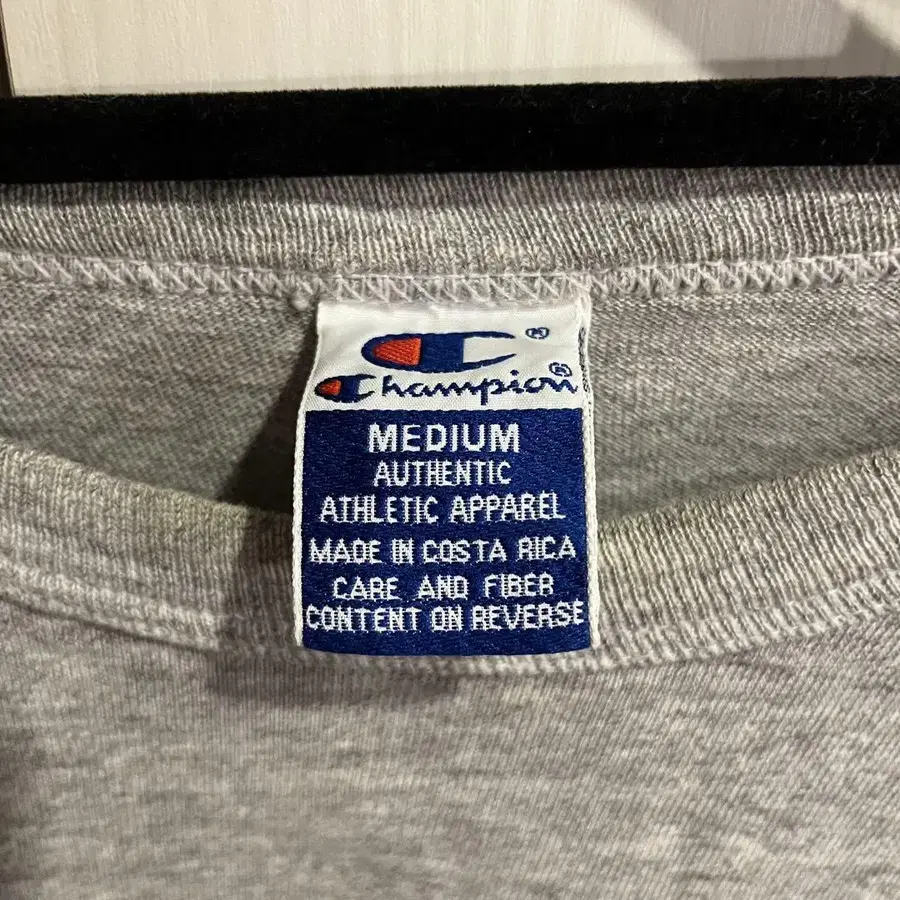 ®
Champion®
MEDIUM
AUTHENTIC
ATHLETIC APPAREL
MADE IN COSTA RICA
CARE AND FIBER
CONTENT ON REVERSE